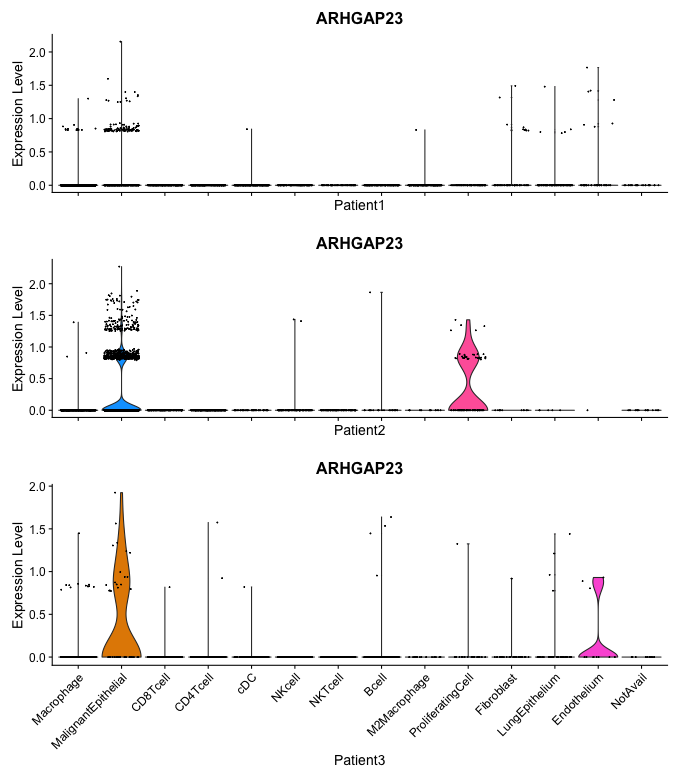 ARHGAP23
Expression Level
2.0
1.5
1.0
0.5
0.0
Patient1
ARHGAP23
Expression Level
2.0
1.5
1.0
0.5
0.0
Patient2
ARHGAP23
Expression Level
2.0
1.5
1.0
0.5
0.0
Macrophage
MalignantEpithelial
CD8Tcell
CD4Tcell
cDC
NKcell
NKTcell
Bcell
M2Macrophage
ProliferatingCell
Fibroblast
LungEpithelium
Endothelium
NotAvail
Patient3